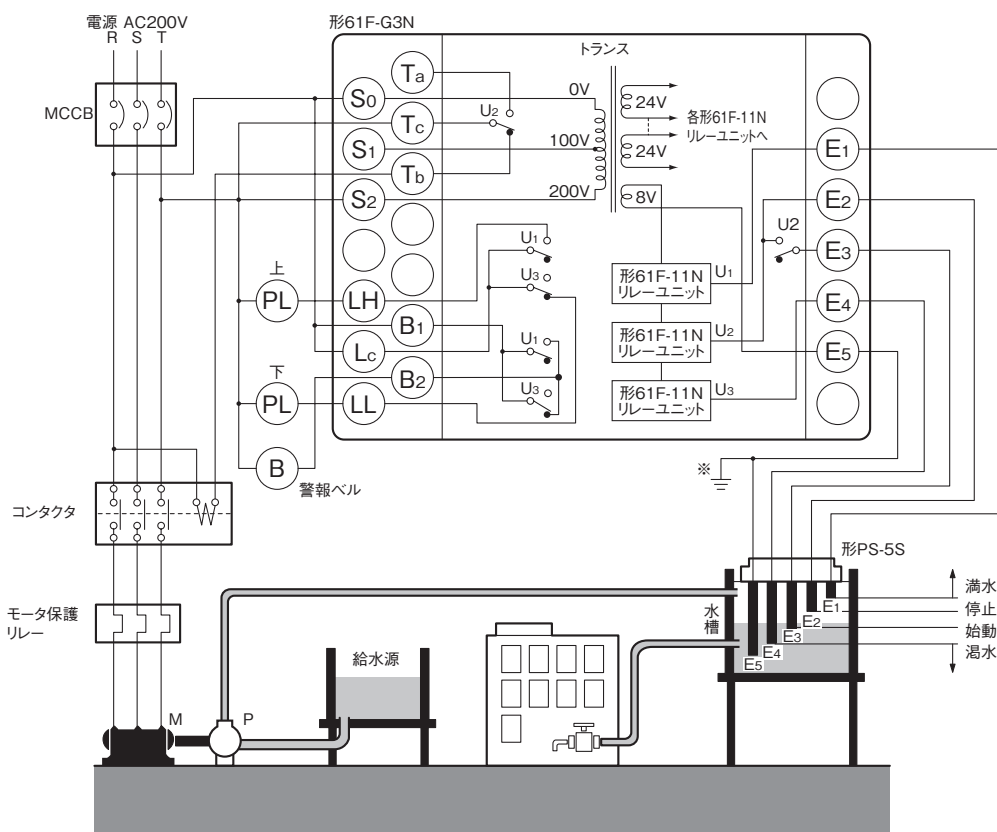 電源 AC200V
R S T
MCCB
形61F-G3N
Ta
S0
Tc
S1
Tb
S2
LH
B1
Lc
B2
LL
U2
トランス
0V
100V
200V
24V
24V
8V
各形61F-11N
リレーユニットへ
U1
U3
U1
U3
形61F-11N
リレーユニット
U1
形61F-11N
リレーユニット
U2
形61F-11N
リレーユニット
U3
E1
E2
U2
E3
E4
E5
上
PL
下
PL
B
警報ベル
※
コンタクタ
モータ保護
リレー
M
P
給水源
形PS-5S
水槽
E1
E2
E3
E4
E5
満水
停止
始動
渇水